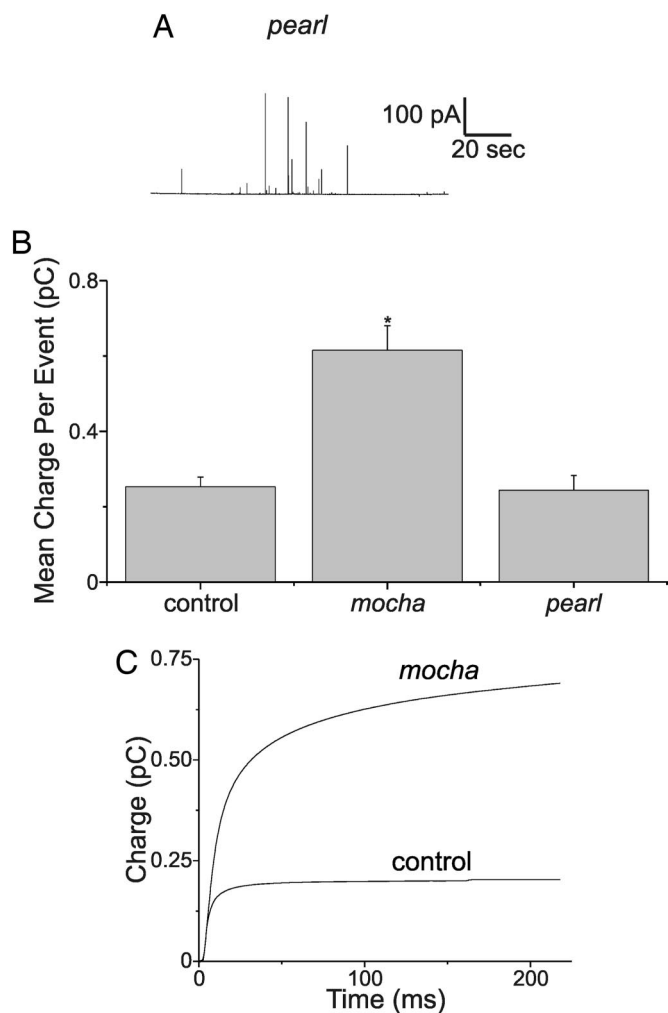 A pearl
100 pA
20 sec
B
Mean Charge Per Event (pC)
0.8
0.4
0
*
control mocha pearl
C
Charge (pC)
0.75
0.50
0.25
0
mocha
control
0 100 200
Time (ms)